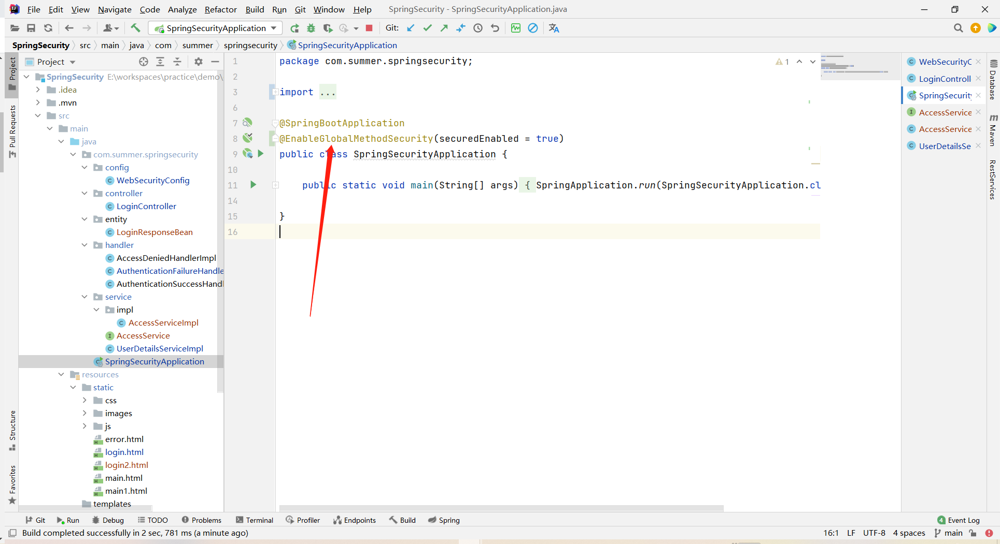 File Edit View Navigate Code Analyze Refactor Build Run Git Window Help SpringSecurity - SpringSecurityApplication.java
SpringSecurityApplication Git:
SpringSecurity src main java com summer springsecurity SpringSecurityApplication
Project
Project
Pull Requests
Structure
Favorites
SpringSecurity E:\workspaces\practice\demo\
.idea
.mvn
src
main
java
com.summer.springsecurity
config
WebSecurityConfig
controller
LoginController
entity
LoginResponseBean
handler
AccessDeniedHandlerImpl
AuthenticationFailureHandle
AuthenticationSuccessHandl
service
impl
AccessServiceImpl
AccessService
UserDetailsServiceImpl
SpringSecurityApplication
resources
static
css
images
js
error.html
login.html
login2.html
main.html
main1.html
templates
1 package com.summer.springsecurity;
2
3 import ...
6
7 @SpringBootApplication
8 @EnableGlobalMethodSecurity(securedEnabled = true)
9 public class SpringSecurityApplication {
10
11 public static void main(String[] args) { SpringApplication.run(SpringSecurityApplication.cl
14
15 }
16
1
WebSecurityC
LoginControll
SpringSecurity
AccessService
AccessService
UserDetailsSe
Database
Maven
RestServices
Git Run Debug TODO Problems Terminal Profiler Endpoints Build Spring 4 Event Log
Build completed successfully in 2 sec, 781 ms (a minute ago) 16:1 LF UTF-8 4 spaces main